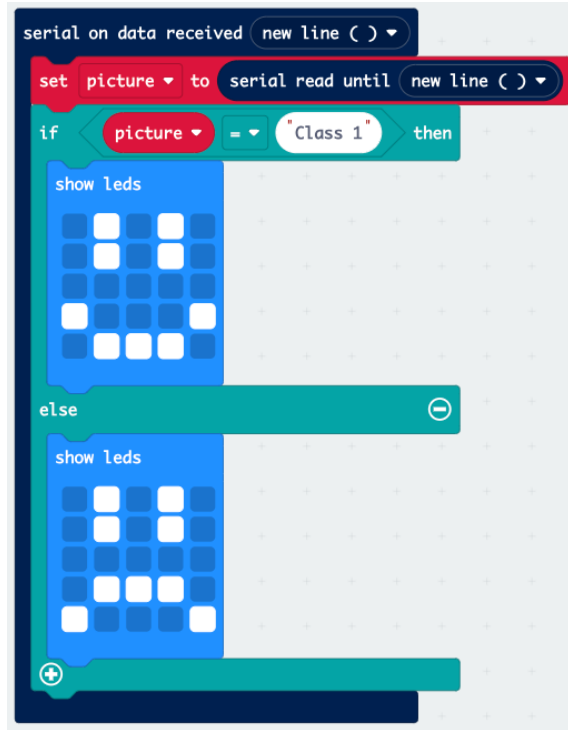 serial on data received new line ( )
set picture to serial read until new line ( )
if picture = "Class 1" then
show leds
else
show leds